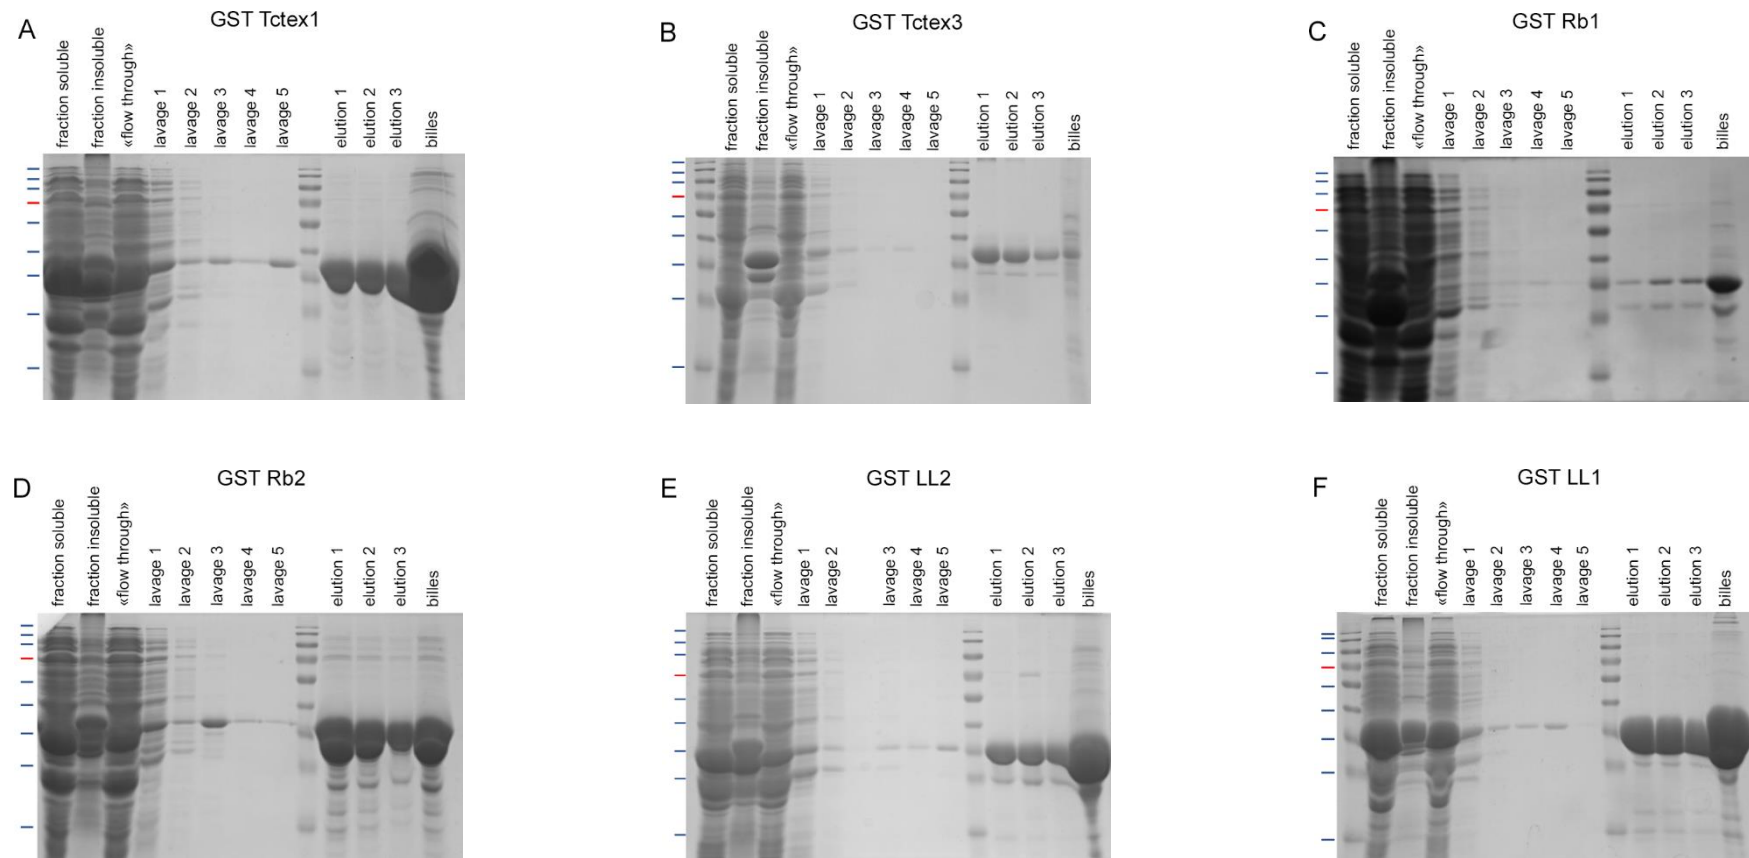 A
GST Tctex1
fraction soluble
fraction insoluble
«flow through»
lavage 1
lavage 2
lavage 3
lavage 4
lavage 5
elution 1
elution 2
elution 3
billes
B
GST Tctex3
fraction soluble
fraction insoluble
«flow through»
lavage 1
lavage 2
lavage 3
lavage 4
lavage 5
elution 1
elution 2
elution 3
billes
C
GST Rb1
fraction soluble
fraction insoluble
«flow through»
lavage 1
lavage 2
lavage 3
lavage 4
lavage 5
elution 1
elution 2
elution 3
billes
D
GST Rb2
fraction soluble
fraction insoluble
«flow through»
lavage 1
lavage 2
lavage 3
lavage 4
lavage 5
elution 1
elution 2
elution 3
billes
E
GST LL2
fraction soluble
fraction insoluble
«flow through»
lavage 1
lavage 2
lavage 3
lavage 4
lavage 5
elution 1
elution 2
elution 3
billes
F
GST LL1
fraction soluble
fraction insoluble
«flow through»
lavage 1
lavage 2
lavage 3
lavage 4
lavage 5
elution 1
elution 2
elution 3
billes